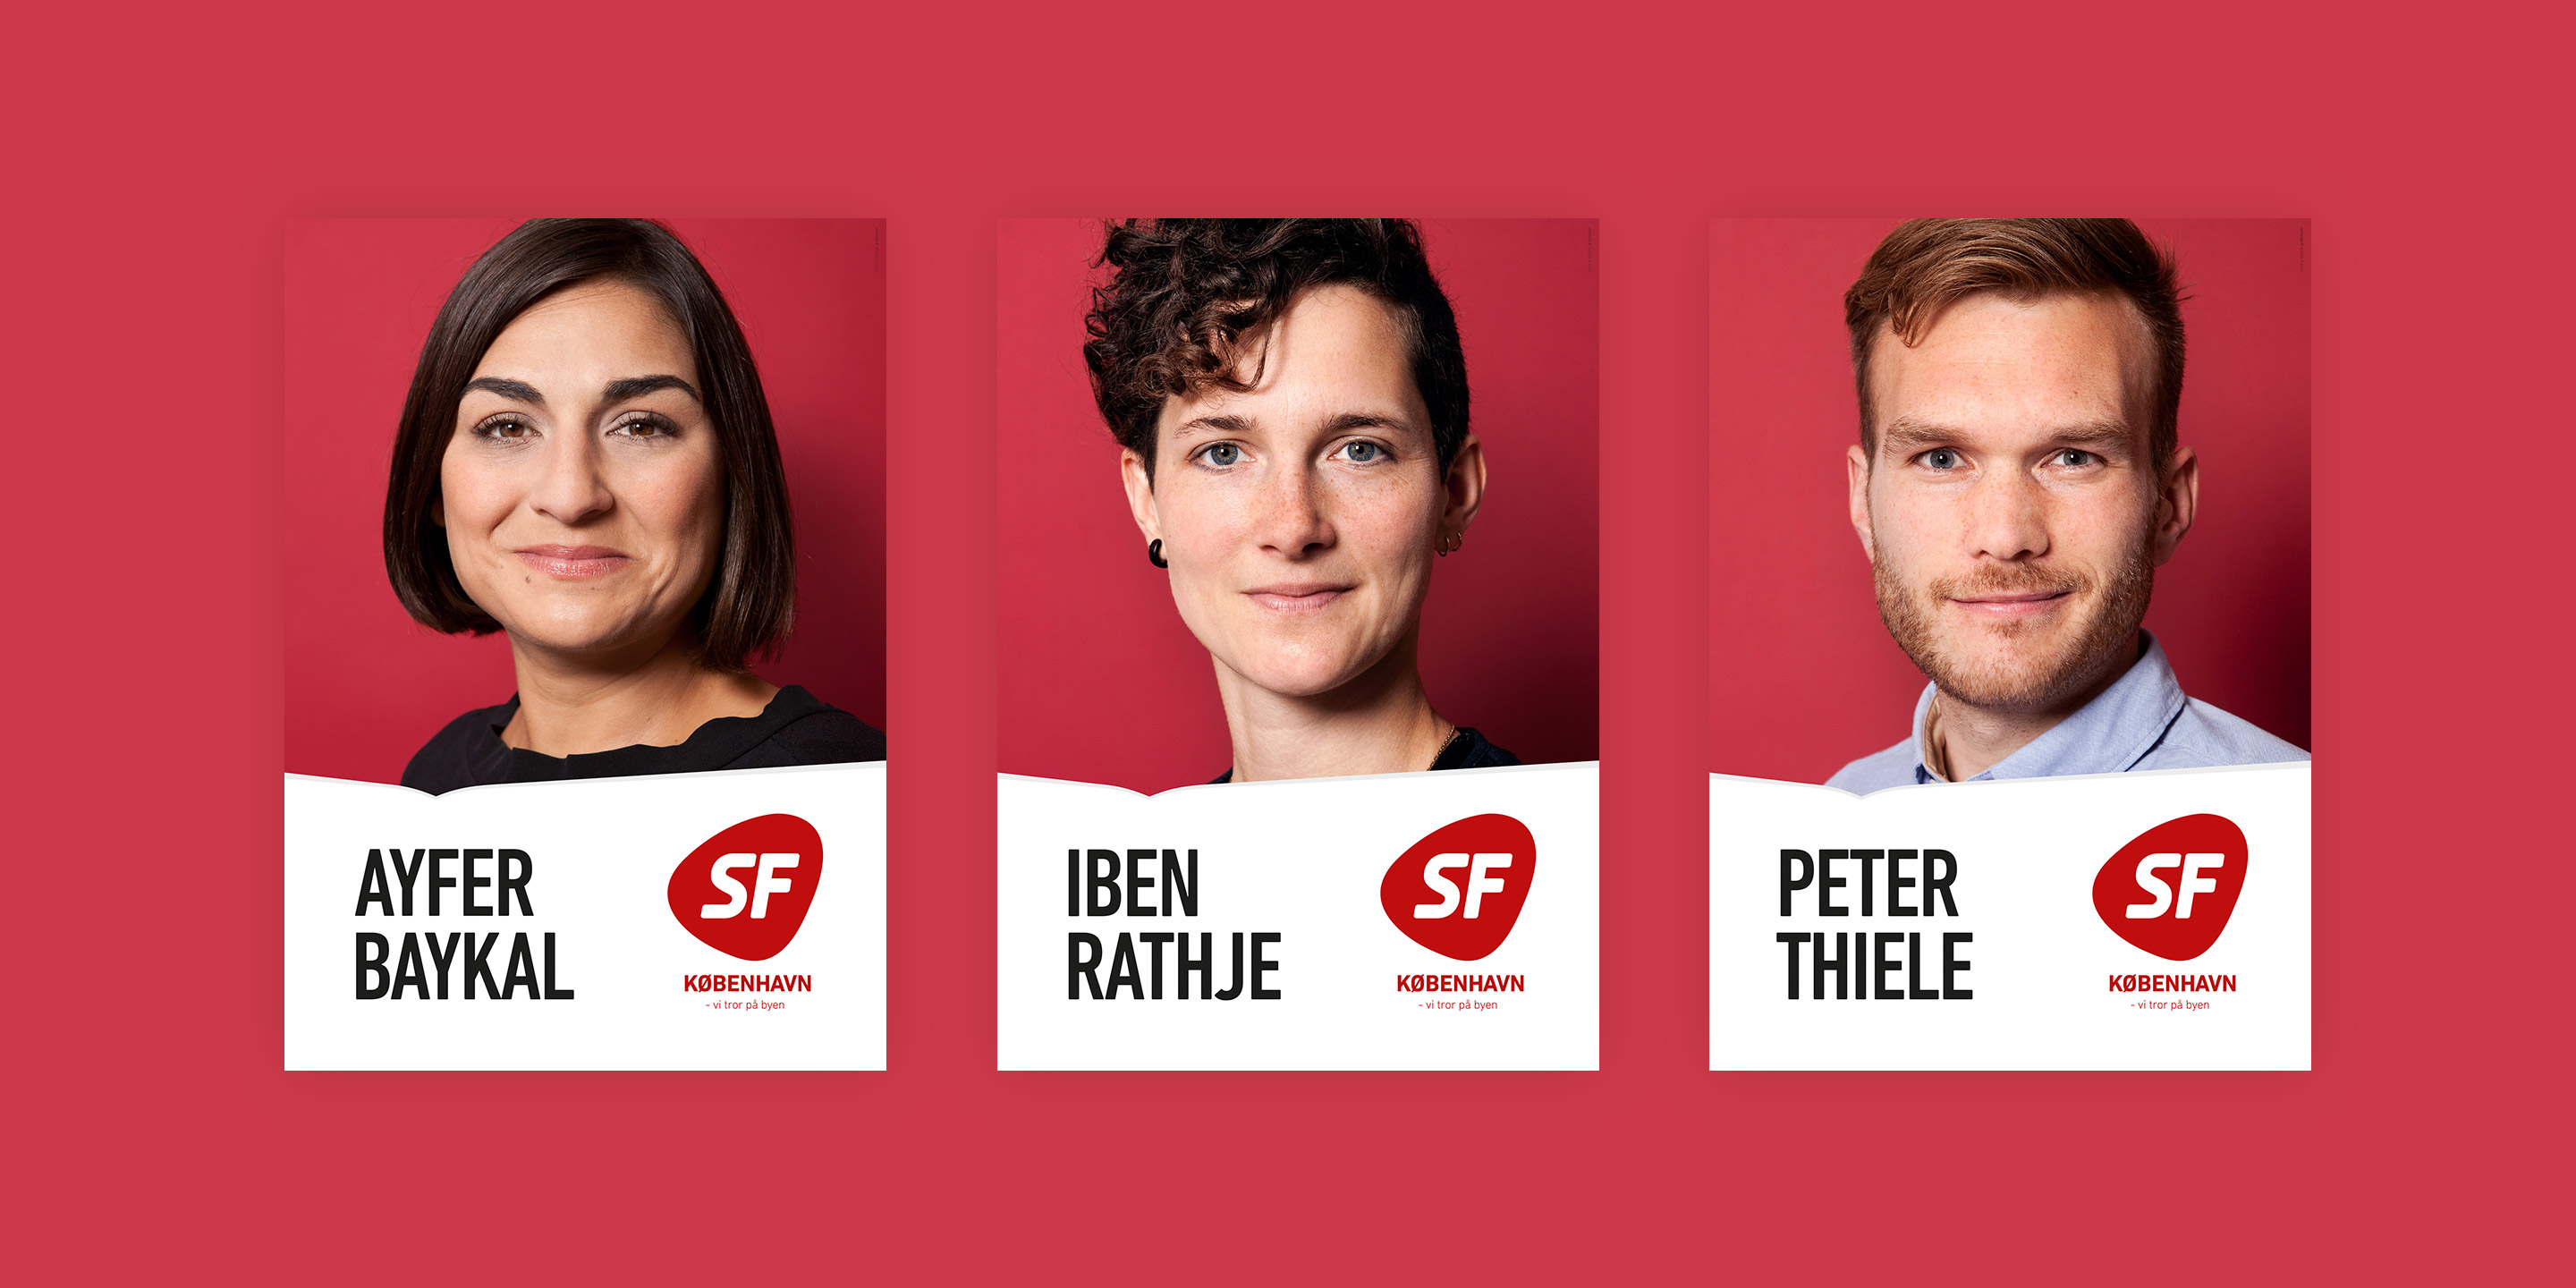 AYFER
BAYKAL
SF
KØBENHAVN
- vi tror på byen
IBEN
RATHJE
SF
KØBENHAVN
- vi tror på byen
PETER
THIELE
SF
KØBENHAVN
- vi tror på byen